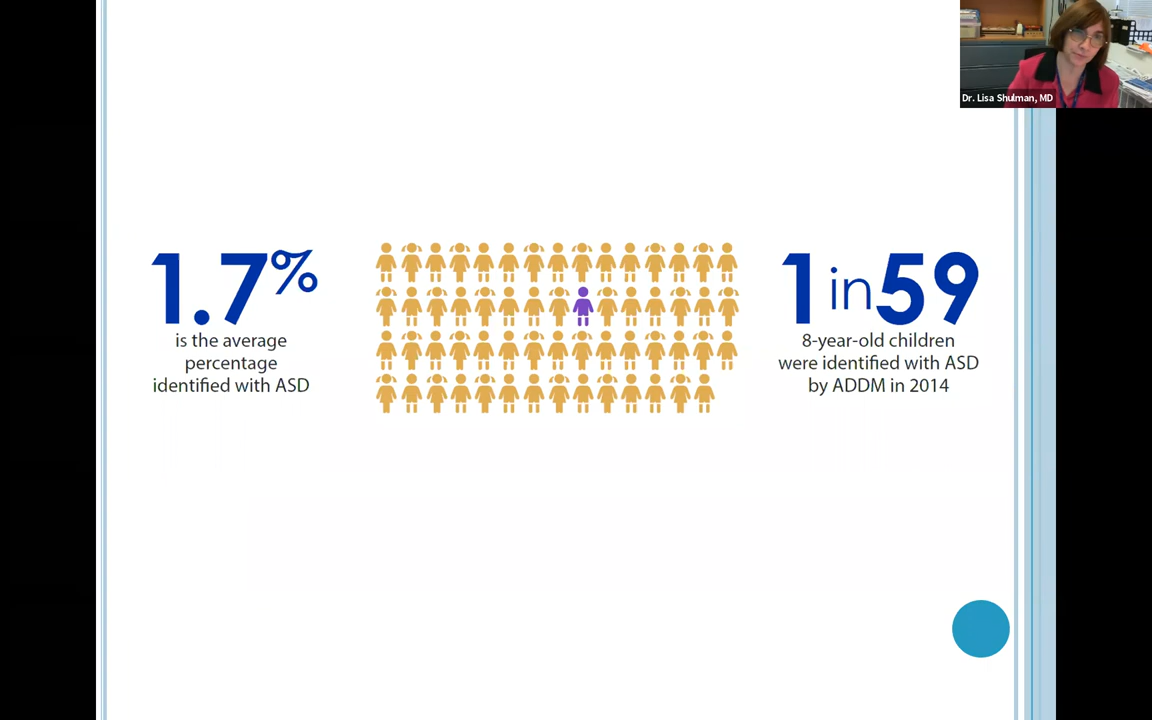 Dr. Lisa Shulman, MD
1.7%
is the average
percentage
identified with ASD
1 in 59
8-year-old children
were identified with ASD
by ADDM in 2014